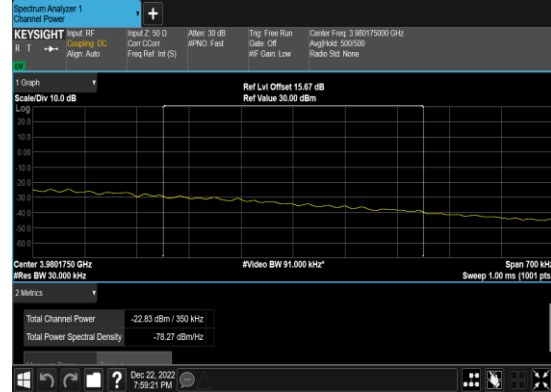 Spectrum Analyzer 1
Channel Power
+
KEYSIGHT
R T
Input: RF
Coupling: DC
Align: Auto
Input Z: 50 Ω
Corr CCorr
Freq Ref: Int (S)
Atten: 30 dB
#PNO: Fast
Trig: Free Run
Gate: Off
#IF Gain: Low
Center Freq: 3.980175000 GHz
Avg|Hold: 500/500
Radio Std: None
1 Graph
Scale/Div 10.0 dB
Ref Lvl Offset 15.67 dB
Ref Value 30.00 dBm
Log
20.0
10.0
0.00
-10.0
-20.0
-30.0
-40.0
-50.0
-60.0
Center 3.9801750 GHz
#Res BW 30.000 kHz
#Video BW 91.000 kHz*
Span 700 kHz
Sweep 1.00 ms (1001 pts)
2 Metrics
Total Channel Power -22.83 dBm / 350 kHz
Total Power Spectral Density -78.27 dBm/Hz
?
Dec 22, 2022
7:59:21 PM